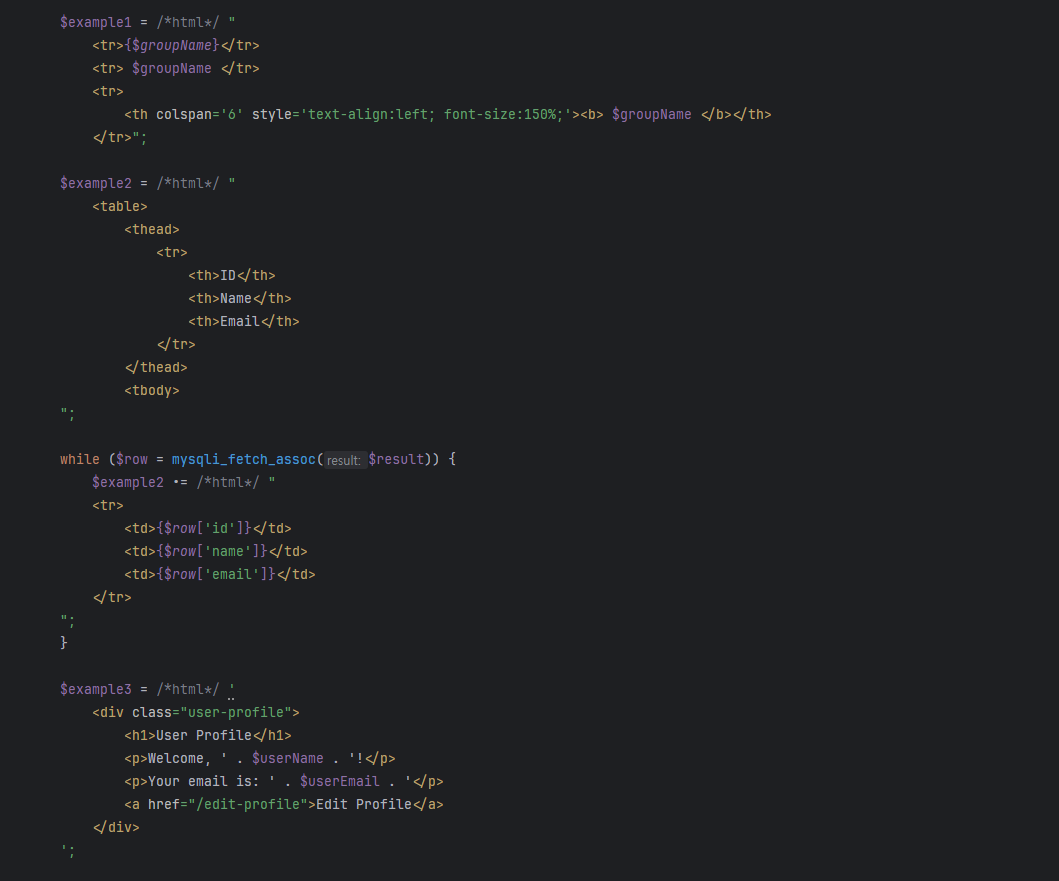 $example1 = /*html*/ "
    <tr>{$groupName}</tr>
    <tr> $groupName </tr>
    <tr>
        <th colspan='6' style='text-align:left; font-size:150%;'><b> $groupName </b></th>
    </tr>";

$example2 = /*html*/ "
    <table>
        <thead>
            <tr>
                <th>ID</th>
                <th>Name</th>
                <th>Email</th>
            </tr>
        </thead>
        <tbody>
";

while ($row = mysqli_fetch_assoc( result: $result)) {
    $example2 .= /*html*/ "
    <tr>
        <td>{$row['id']}</td>
        <td>{$row['name']}</td>
        <td>{$row['email']}</td>
    </tr>
";
}

$example3 = /*html*/ '
    <div class="user-profile">
        <h1>User Profile</h1>
        <p>Welcome, ' . $userName . '!</p>
        <p>Your email is: ' . $userEmail . '</p>
        <a href="/edit-profile">Edit Profile</a>
    </div>
';